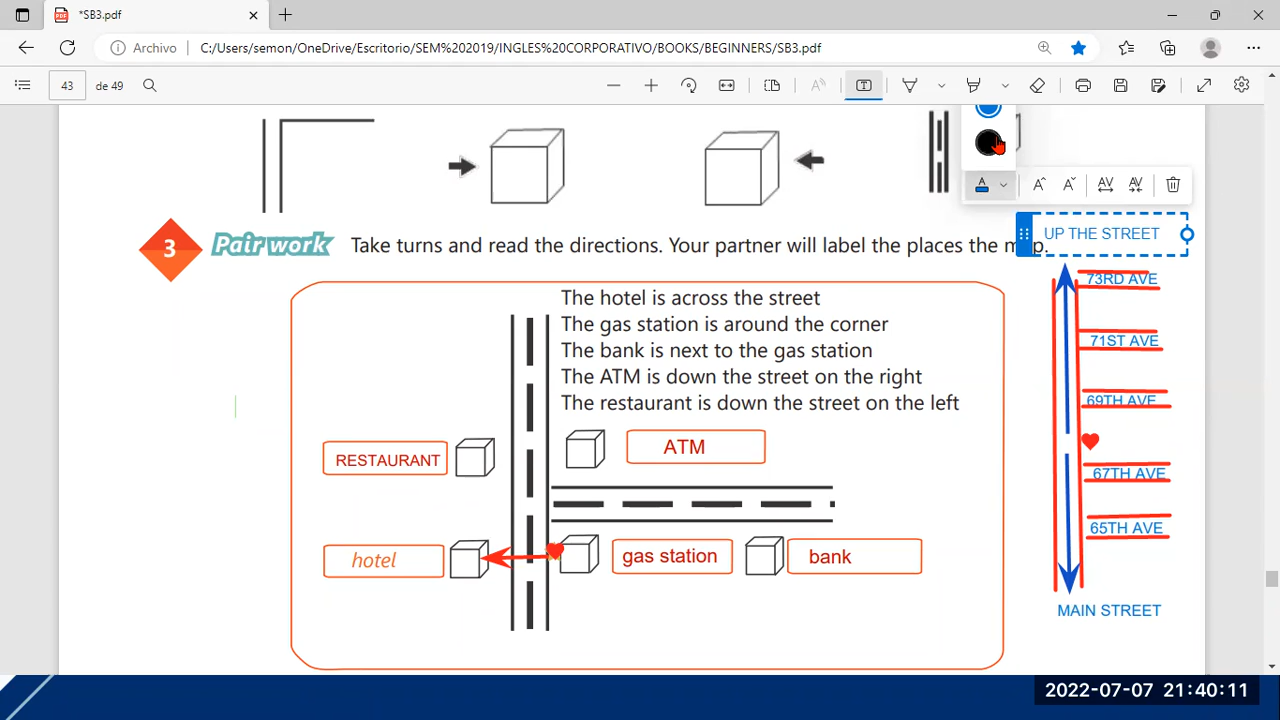 *SB3.pdf
Archivo
C:/Users/semon/OneDrive/Escritorio/SEM%202019/INGLES%20CORPORATIVO/BOOKS/BEGINNERS/SB3.pdf
43
de 49
3
Pair work
Take turns and read the directions. Your partner will label the places the map.
UP THE STREET
The hotel is across the street
The gas station is around the corner
The bank is next to the gas station
The ATM is down the street on the right
The restaurant is down the street on the left
RESTAURANT
ATM
hotel
gas station
bank
73RD AVE
71ST AVE
69TH AVE
67TH AVE
65TH AVE
MAIN STREET
2022-07-07 21:40:11